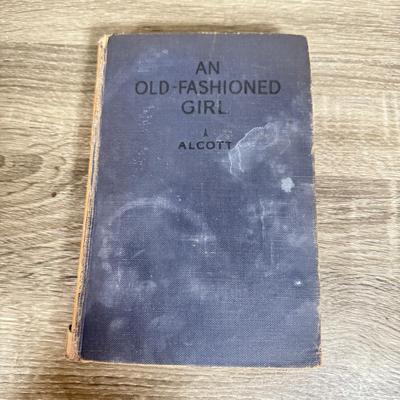 AN
OLD-FASHIONED
GIRL
ALCOTT